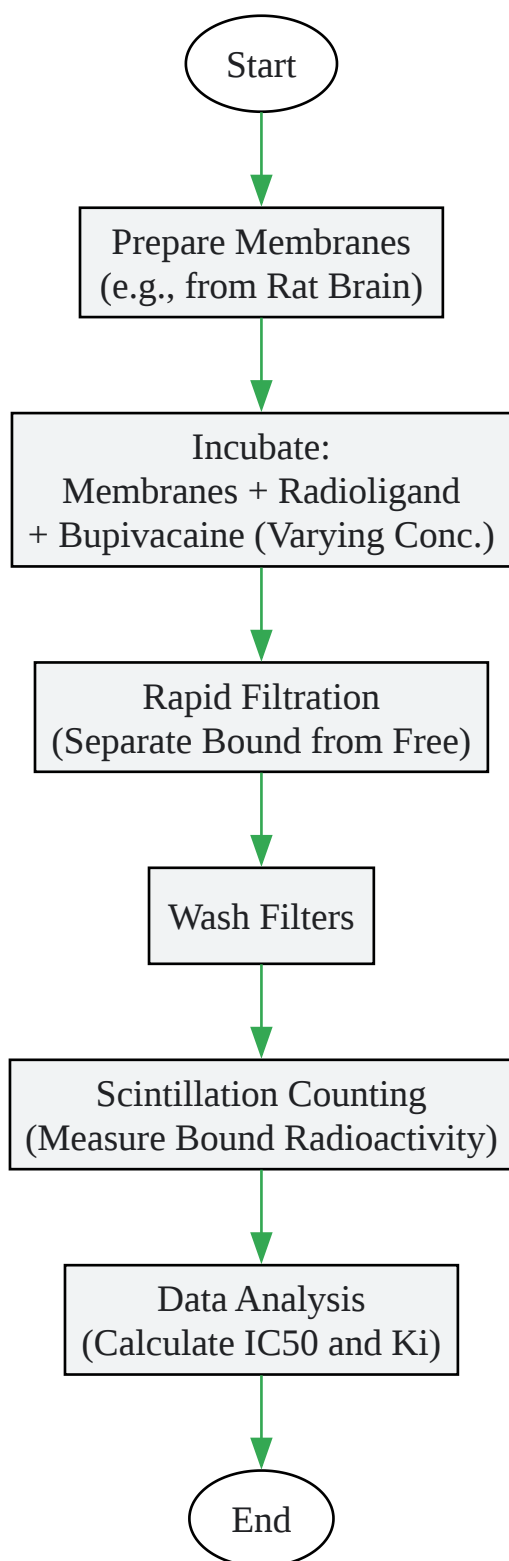 Start
Prepare Membranes
(e.g., from Rat Brain)
Incubate:
Membranes + Radioligand
+ Bupivacaine (Varying Conc.)
Rapid Filtration
(Separate Bound from Free)
Wash Filters
Scintillation Counting
(Measure Bound Radioactivity)
Data Analysis
(Calculate IC50 and Ki)
End